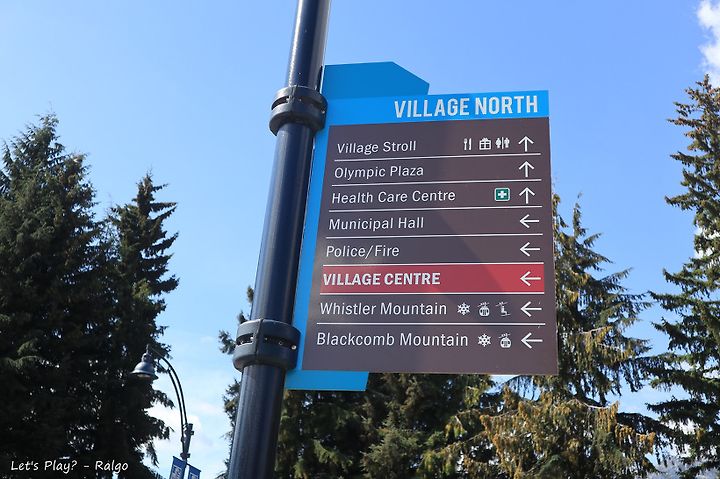 VILLAGE NORTH
Village Stroll
Olympic Plaza
Health Care Centre
Municipal Hall
Police/Fire
VILLAGE CENTRE
Whistler Mountain
Blackcomb Mountain
Let's Play? - Ralgo